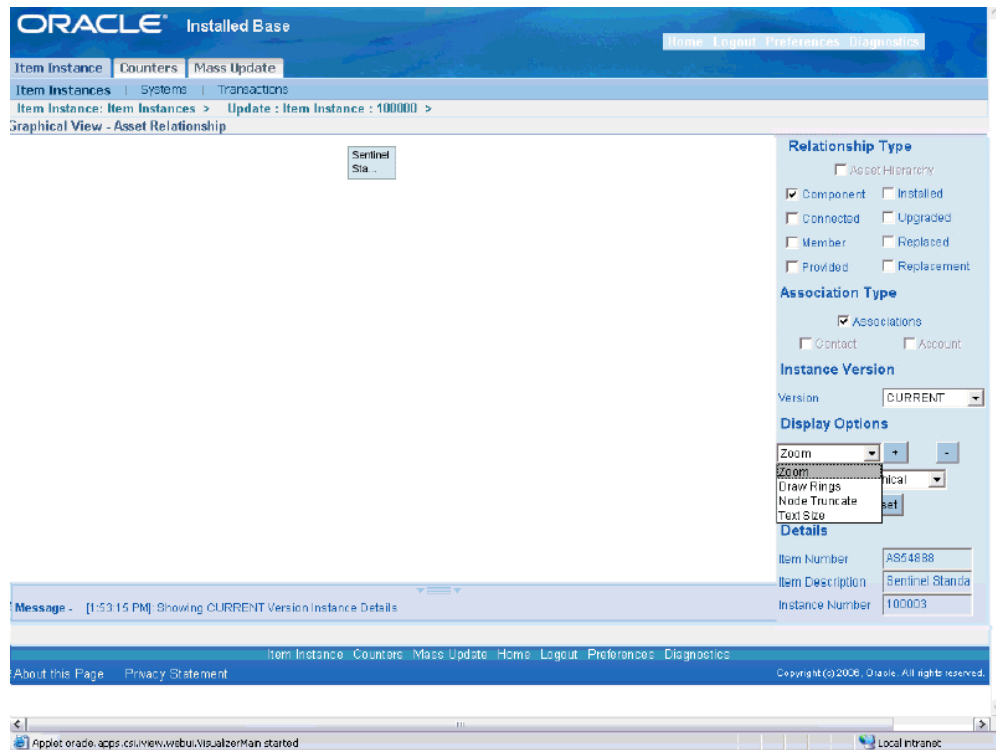 ORACLE® Installed Base
Home Logout Preferences Diagnostics
Item Instance Counters Mass Update
Item Instances | Systems | Transactions
Item Instance: Item Instances > Update : Item Instance : 100000 >
Graphical View - Asset Relationship
Sentinel
Sta...
Relationship Type
Asset Hierarchy
Component Installed
Connected Upgraded
Member Replaced
Provided Replacement
Association Type
Associations
Contact Account
Instance Version
Version CURRENT
Display Options
Zoom + -
Zoom
Draw Rings
Node Truncate
Text Size
hical
set
Details
Item Number AS54888
Item Description Sentinel Standa
Instance Number 100003
Message - [1:53:15 PM]: Showing CURRENT Version Instance Details
Item Instance Counters Mass Update Home Logout Preferences Diagnostics
About this Page Privacy Statement
Copyright (c) 2006, Oracle. All rights reserved.
Applet oracle.apps.csi.iview.webui.VisualizerMain started
Local intranet